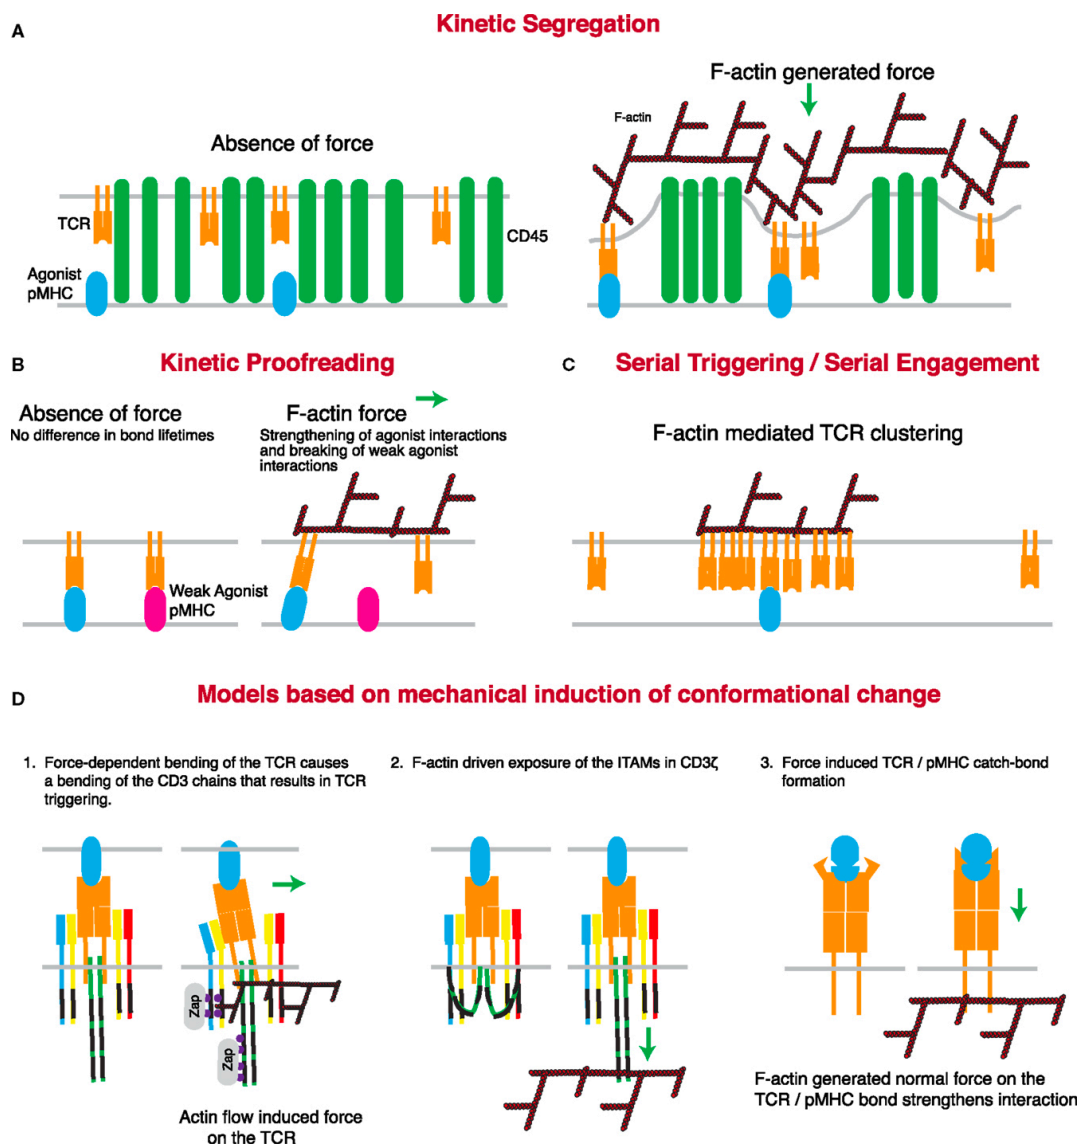 A
Kinetic Segregation
Absence of force
TCR
Agonist
pMHC
CD45
F-actin generated force
F-actin
B
Kinetic Proofreading
Absence of force
No difference in bond lifetimes
F-actin force
Strengthening of agonist interactions
and breaking of weak agonist
interactions
Weak Agonist
pMHC
C
Serial Triggering / Serial Engagement
F-actin mediated TCR clustering
D
Models based on mechanical induction of conformational change
1. Force-dependent bending of the TCR causes
a bending of the CD3 chains that results in TCR
triggering.
Zap
Zap
Actin flow induced force
on the TCR
2. F-actin driven exposure of the ITAMs in CD3ζ
3. Force induced TCR / pMHC catch-bond
formation
F-actin generated normal force on the
TCR / pMHC bond strengthens interaction